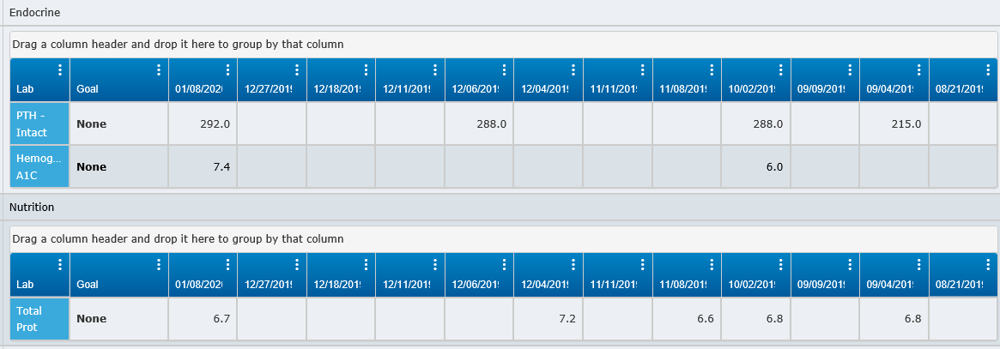 Endocrine
Drag a column header and drop it here to group by that column
Lab Goal 01/08/202 12/27/201 12/18/201 12/11/201 12/06/201 12/04/201 11/11/201 11/08/201 10/02/201 09/09/201 09/04/201 08/21/201
PTH -
Intact None 292.0 288.0 288.0 215.0
Hemog...
A1C None 7.4 6.0
Nutrition
Drag a column header and drop it here to group by that column
Lab Goal 01/08/202 12/27/201 12/18/201 12/11/201 12/06/201 12/04/201 11/11/201 11/08/201 10/02/201 09/09/201 09/04/201 08/21/201
Total
Prot None 6.7 7.2 6.6 6.8 6.8